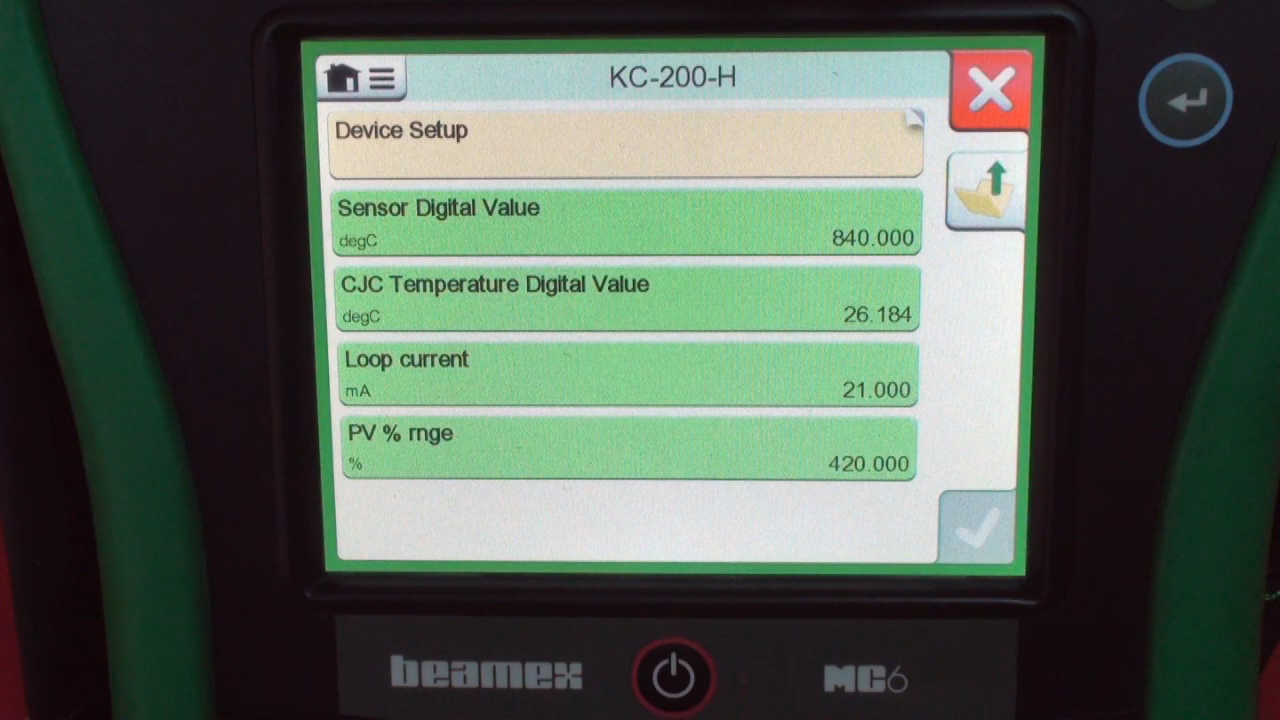 KC-200-H
Device Setup
Sensor Digital Value
degC 840.000
CJC Temperature Digital Value
degC 26.184
Loop current
mA 21.000
PV % rnge
% 420.000
beamex
MC6